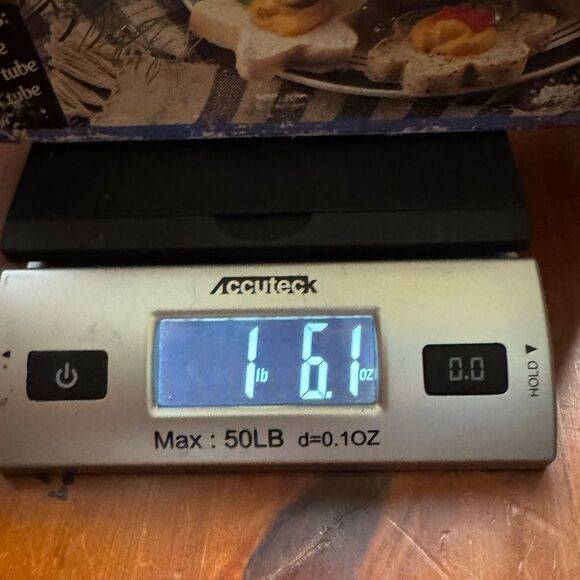 tube
tube
Accuteck
1 lb 6.1 oz
0.0
HOLD
Max : 50LB d=0.1OZ